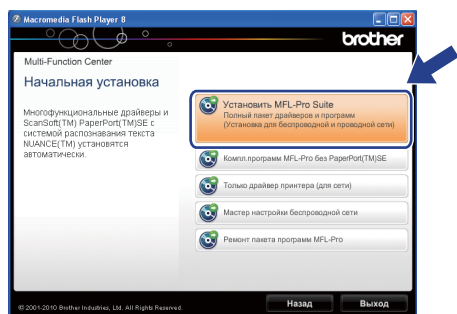 Macromedia Flash Player 8
brother
Multi-Function Center
Начальная установка
Многофункциональные драйверы и
ScanSoft(TM) PaperPort(TM)SE с
системой распознавания текста
NUANCE(TM) установятся
автоматически.
Установить MFL-Pro Suite
Полный пакет драйверов и программ
(Установка для беспроводной и проводной сети)
Компл.программ MFL-Pro без PaperPort(TM)SE
Только драйвер принтера (для сети)
Мастер настройки беспроводной сети
Ремонт пакета программ MFL-Pro
© 2001-2010 Brother Industries, Ltd. All Rights Reserved.
Назад
Выход